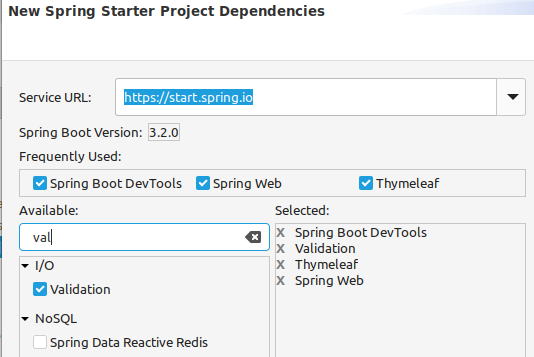 New Spring Starter Project Dependencies
Service URL: https://start.spring.io
Spring Boot Version: 3.2.0
Frequently Used:
Spring Boot DevTools Spring Web Thymeleaf
Available: Selected:
val
X Spring Boot DevTools
I/O X Validation
X Thymeleaf
Validation X Spring Web
NoSQL
Spring Data Reactive Redis